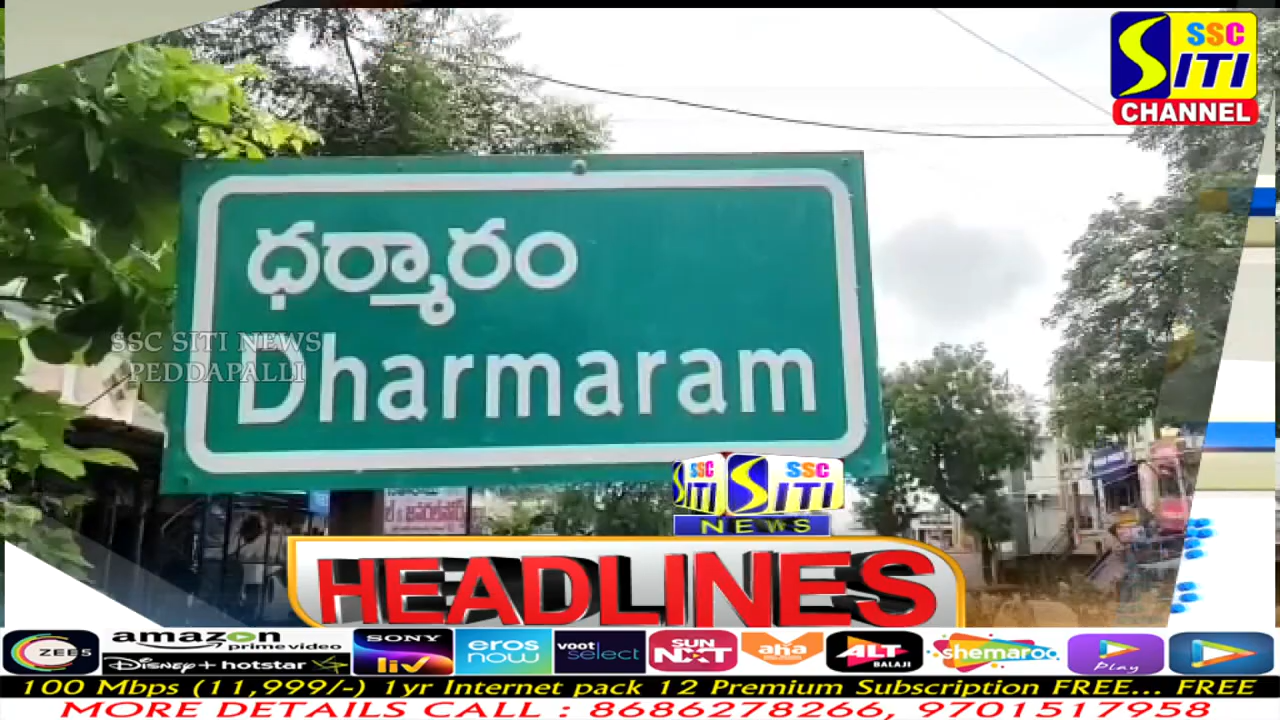 SSC
SITI
CHANNEL
ధర్మారం
Dharmaram
SSC SITI NEWS
PEDDAPALLI
SSC
SITI
SSC
SITI
NEWS
HEADLINES
ZEE5
amazon
prime video
Disney+ hotstar
SONY
liv
eros
now
voot
select
SUN
NXT
aha
ALT
BALAJI
shemaroo
Play
100 Mbps (11,999/-) 1yr Internet pack 12 Premium Subscription FREE... FREE
MORE DETAILS CALL : 8686278266, 9701517958